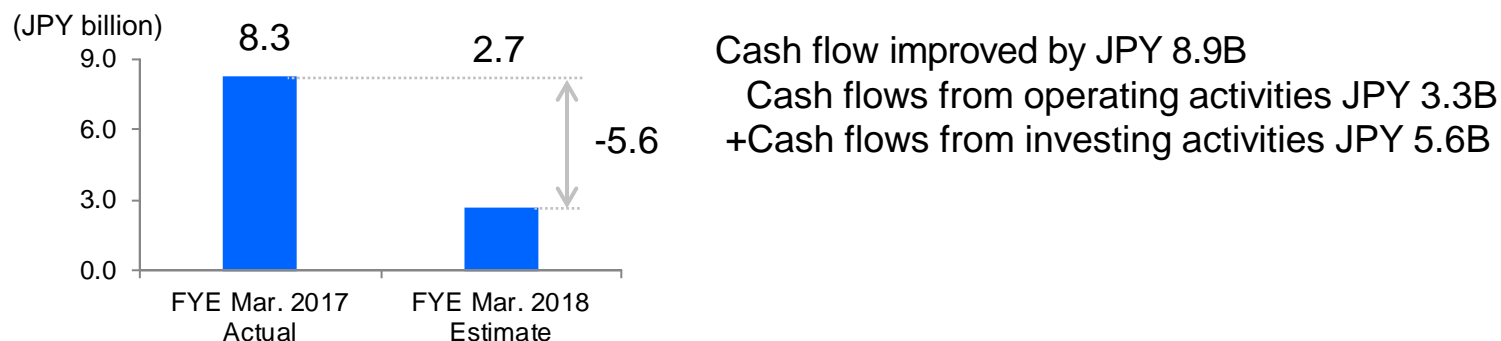 (JPY billion)
9.0
6.0
3.0
0.0
8.3
2.7
-5.6
FYE Mar. 2017
Actual
FYE Mar. 2018
Estimate
Cash flow improved by JPY 8.9B
Cash flows from operating activities JPY 3.3B
+Cash flows from investing activities JPY 5.6B